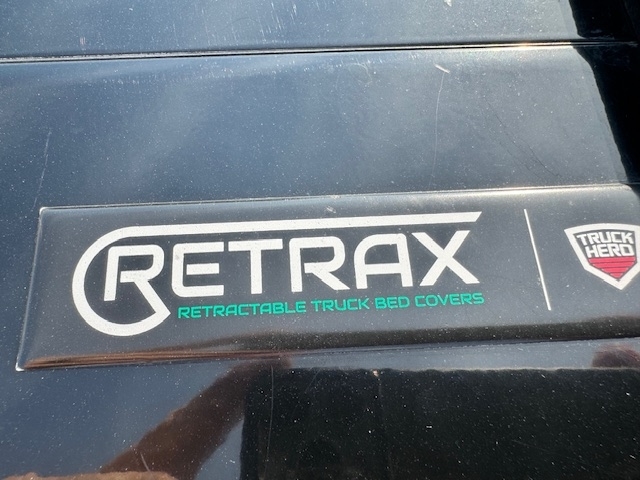 RETRAX
RETRACTABLE TRUCK BED COVERS
TRUCK
HERO